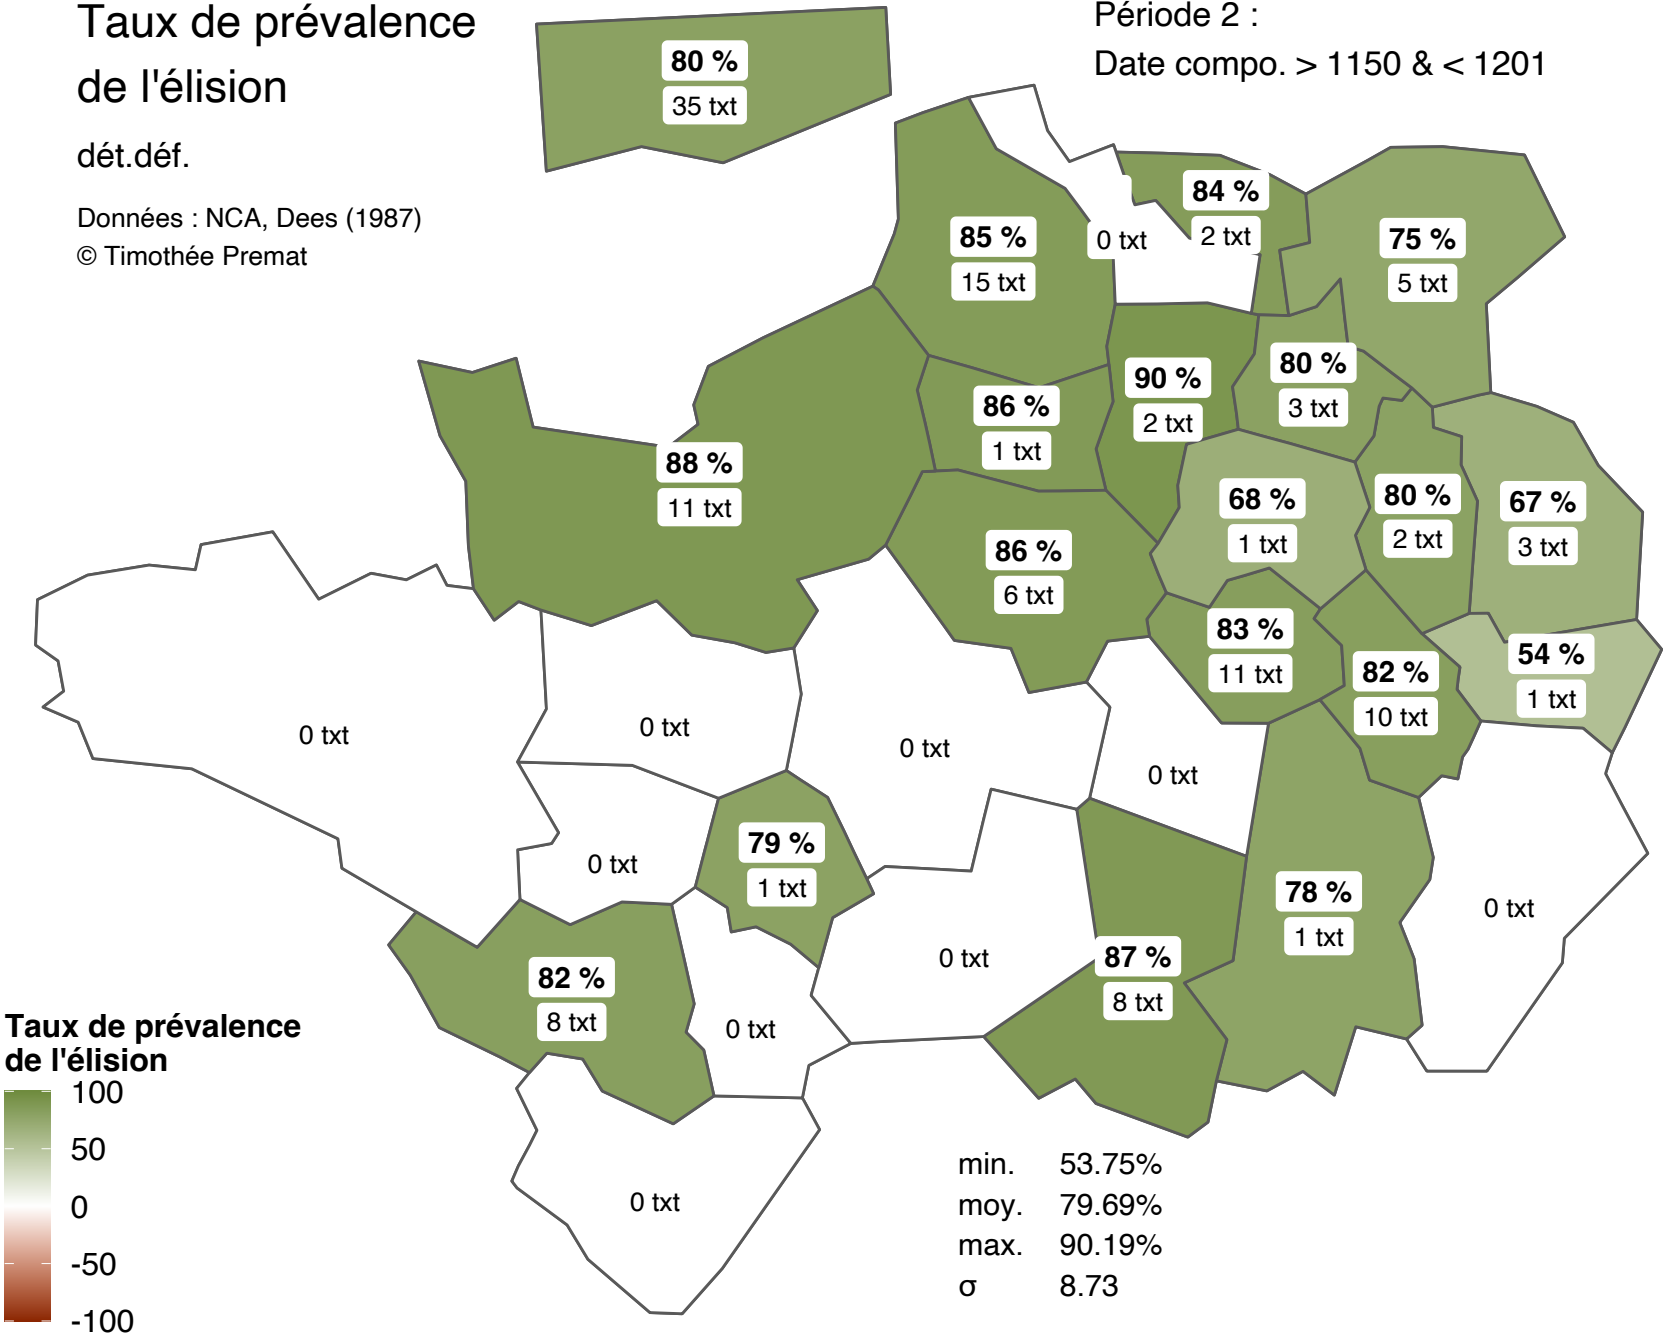 Taux de prévalence
de l'élision
dét.déf.
Données : NCA, Dees (1987)
© Timothée Premat
Période 2 :
Date compo. > 1150 & < 1201
80 %
35 txt
85 %
15 txt
0 txt
84 %
2 txt
75 %
5 txt
88 %
11 txt
86 %
1 txt
90 %
2 txt
80 %
3 txt
86 %
6 txt
68 %
1 txt
80 %
2 txt
67 %
3 txt
83 %
11 txt
82 %
10 txt
54 %
1 txt
0 txt
0 txt
0 txt
0 txt
0 txt
79 %
1 txt
78 %
1 txt
0 txt
82 %
8 txt
0 txt
0 txt
87 %
8 txt
0 txt
Taux de prévalence
de l'élision
100
50
0
-50
-100
min. 53.75%
moy. 79.69%
max. 90.19%
σ 8.73